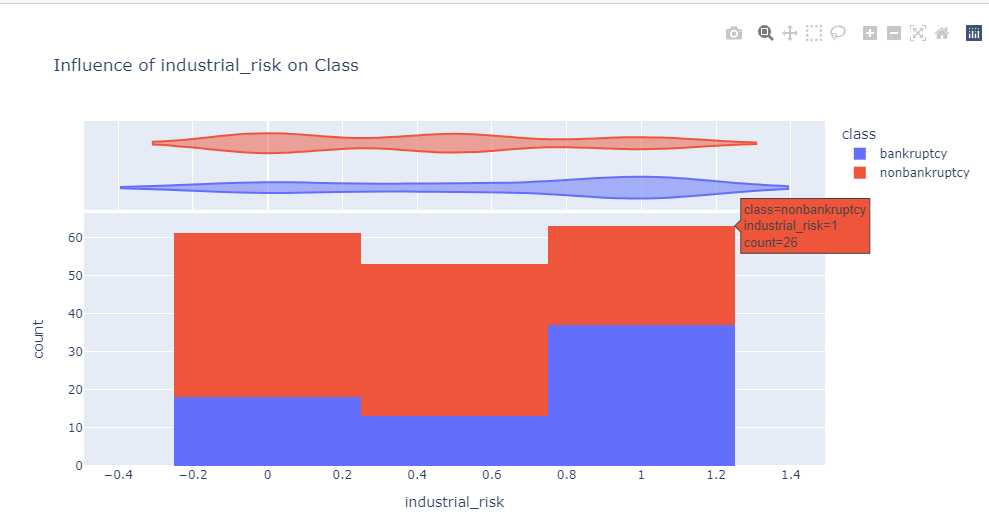 Influence of industrial_risk on Class
class
bankruptcy
nonbankruptcy
class=nonbankruptcy
industrial_risk=1
count=26
60
50
40
30
20
10
0
count
−0.4 −0.2 0 0.2 0.4 0.6 0.8 1 1.2 1.4
industrial_risk